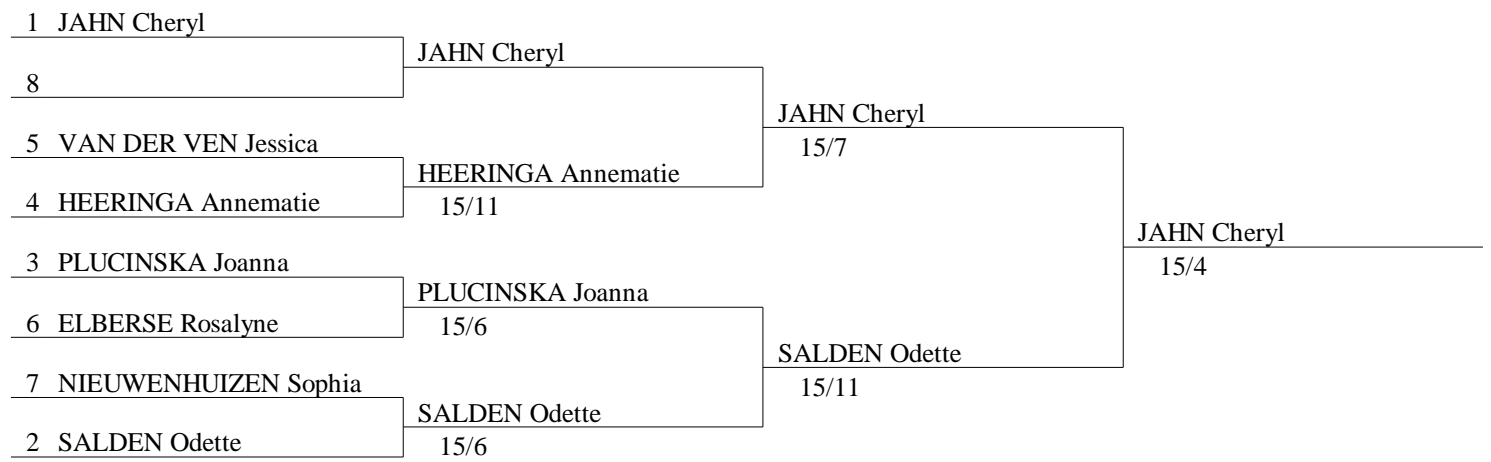 1 JAHN Cheryl
8
5 VAN DER VEN Jessica
4 HEERINGA Annematie
3 PLUCINSKA Joanna
6 ELBERSE Rosalyne
7 NIEUWENHUIZEN Sophia
2 SALDEN Odette
JAHN Cheryl
HEERINGA Annematie
15/11
PLUCINSKA Joanna
15/6
SALDEN Odette
15/6
JAHN Cheryl
15/7
SALDEN Odette
15/11
JAHN Cheryl
15/4